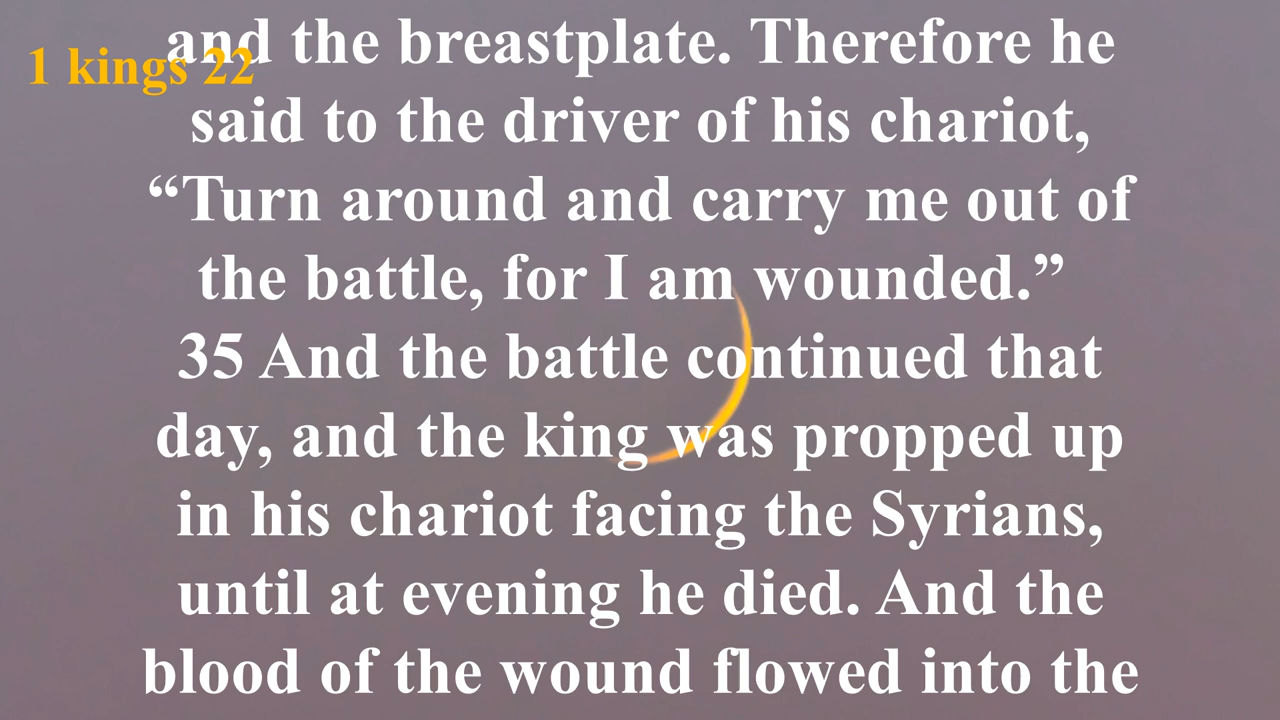 1 kings 22
and the breastplate. Therefore he
said to the driver of his chariot,
“Turn around and carry me out of
the battle, for I am wounded.”
35 And the battle continued that
day, and the king was propped up
in his chariot facing the Syrians,
until at evening he died. And the
blood of the wound flowed into the